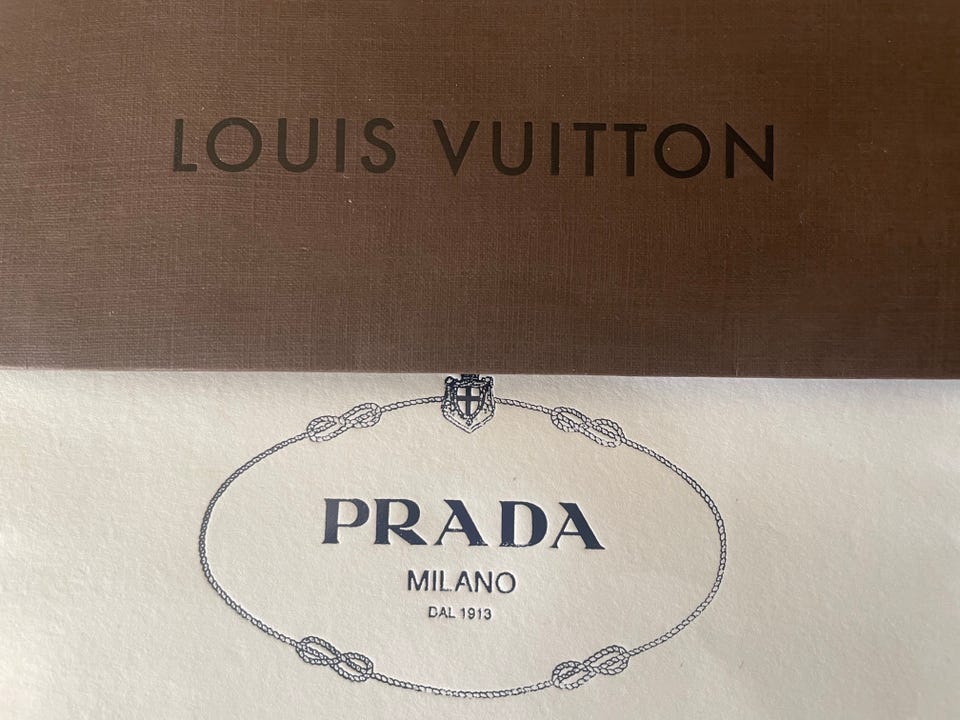 LOUIS VUITTON
PRADA
MILANO
DAL 1913